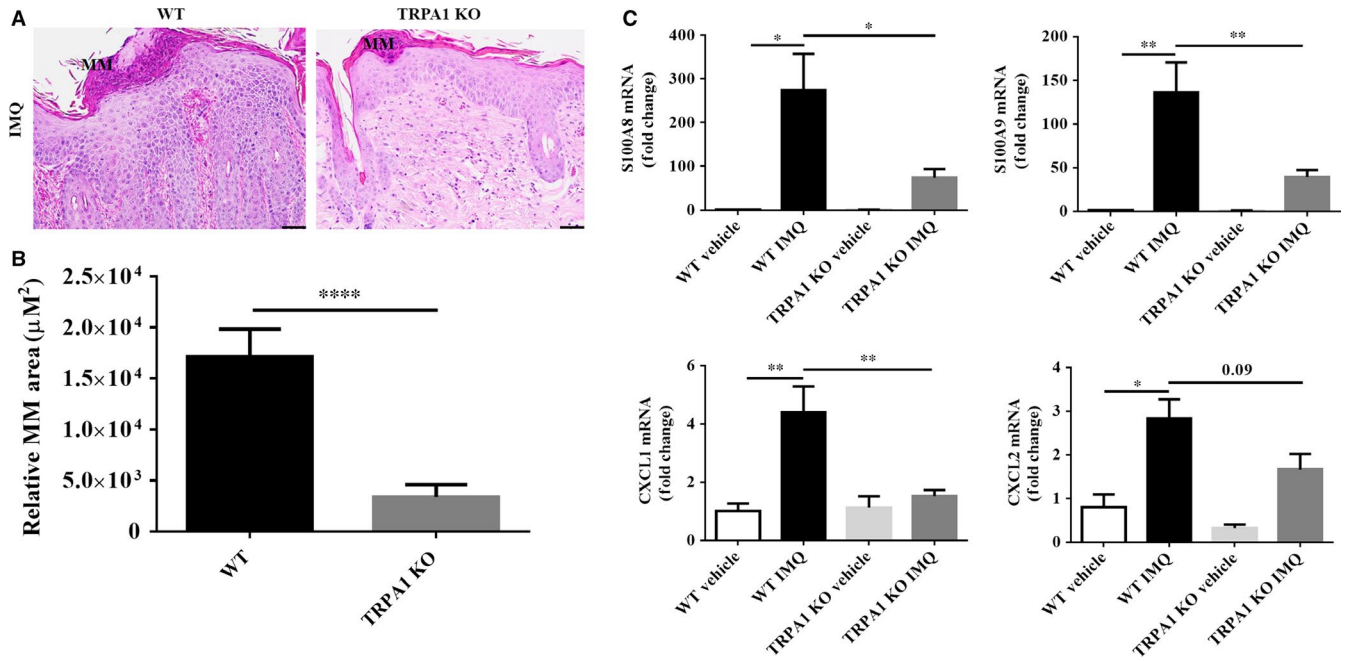 A
WT
TRPA1 KO
IMQ
MM
MM
B
Relative MM area (µM²)
2.5×10⁴
2.0×10⁴
1.5×10⁴
1.0×10⁴
5.0×10³
0
****
WT
TRPA1 KO
C
S100A8 mRNA
(fold change)
400
300
200
100
0
*
*
WT vehicle
WT IMQ
TRPA1 KO vehicle
TRPA1 KO IMQ
S100A9 mRNA
(fold change)
200
150
100
50
0
**
**
WT vehicle
WT IMQ
TRPA1 KO vehicle
TRPA1 KO IMQ
CXCL1 mRNA
(fold change)
6
4
2
0
**
**
WT vehicle
WT IMQ
TRPA1 KO vehicle
TRPA1 KO IMQ
CXCL2 mRNA
(fold change)
4
3
2
1
0
*
0.09
WT vehicle
WT IMQ
TRPA1 KO vehicle
TRPA1 KO IMQ